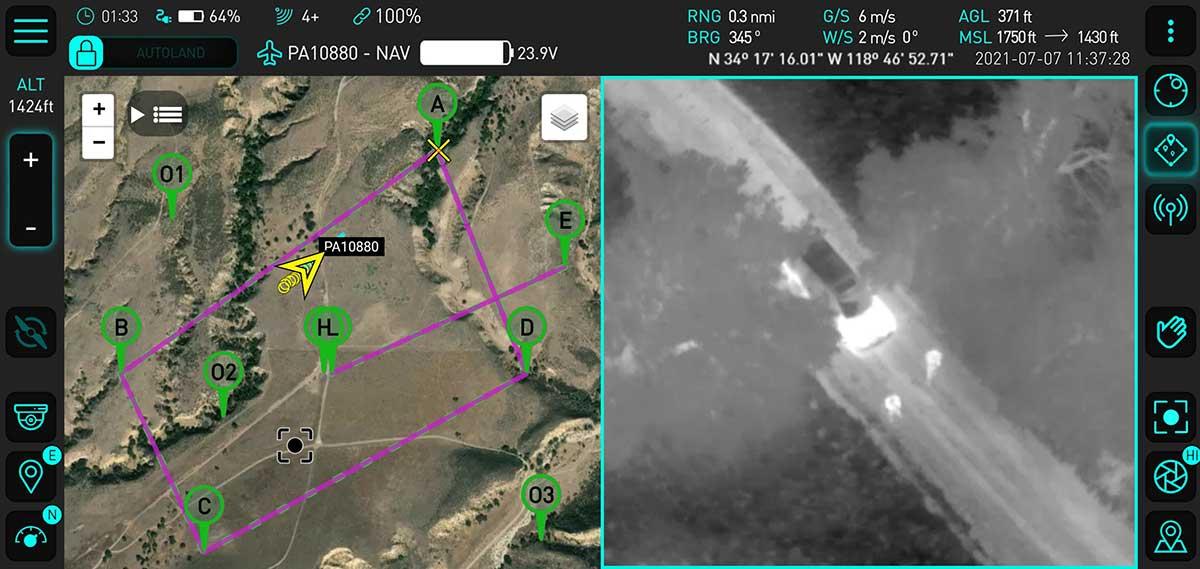 01:33 64% 4+ 100%
AUTOLAND PA10880 - NAV 23.9V
RNG 0.3 nmi G/S 6 m/s AGL 371 ft
BRG 345° W/S 2 m/s 0° MSL 1750 ft → 1430 ft
N 34° 17' 16.01" W 118° 46' 52.71" 2021-07-07 11:37:28
ALT
1424ft
+
-
+
-
A
O1
E
PA10880
B
HL
D
O2
C
O3
E
N
HI